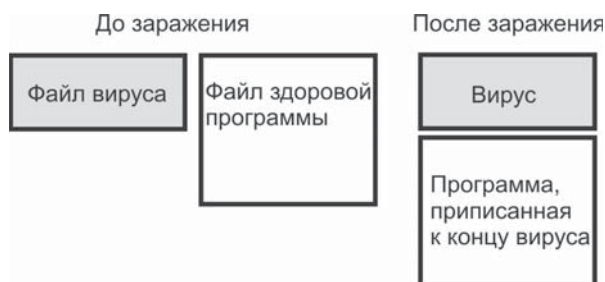 До заражения
После заражения
Файл вируса
Файл здоровой
программы
Вирус
Программа,
приписанная
к концу вируса